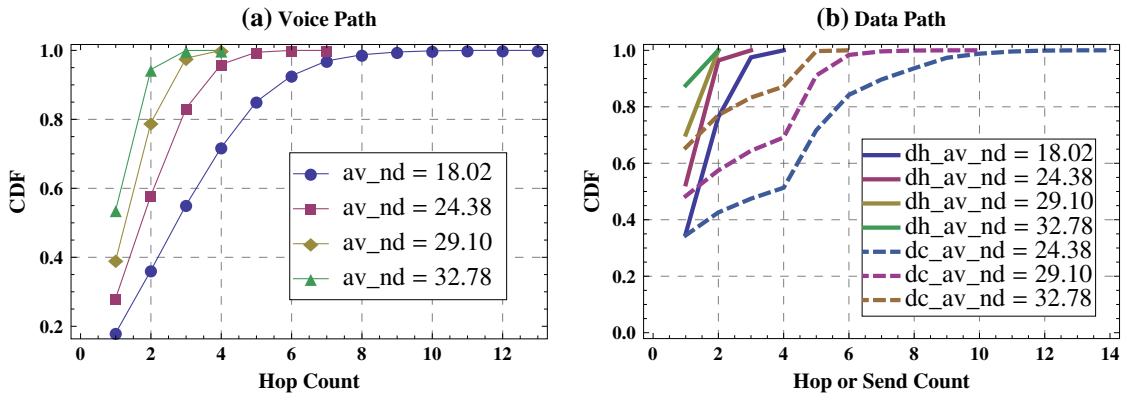 (a) Voice Path
1.0
0.8
0.6
0.4
0.2
CDF
av_nd = 18.02
av_nd = 24.38
av_nd = 29.10
av_nd = 32.78
0 2 4 6 8 10 12
Hop Count
(b) Data Path
1.0
0.8
0.6
0.4
0.2
0.0
CDF
dh_av_nd = 18.02
dh_av_nd = 24.38
dh_av_nd = 29.10
dh_av_nd = 32.78
dc_av_nd = 24.38
dc_av_nd = 29.10
dc_av_nd = 32.78
0 2 4 6 8 10 12 14
Hop or Send Count